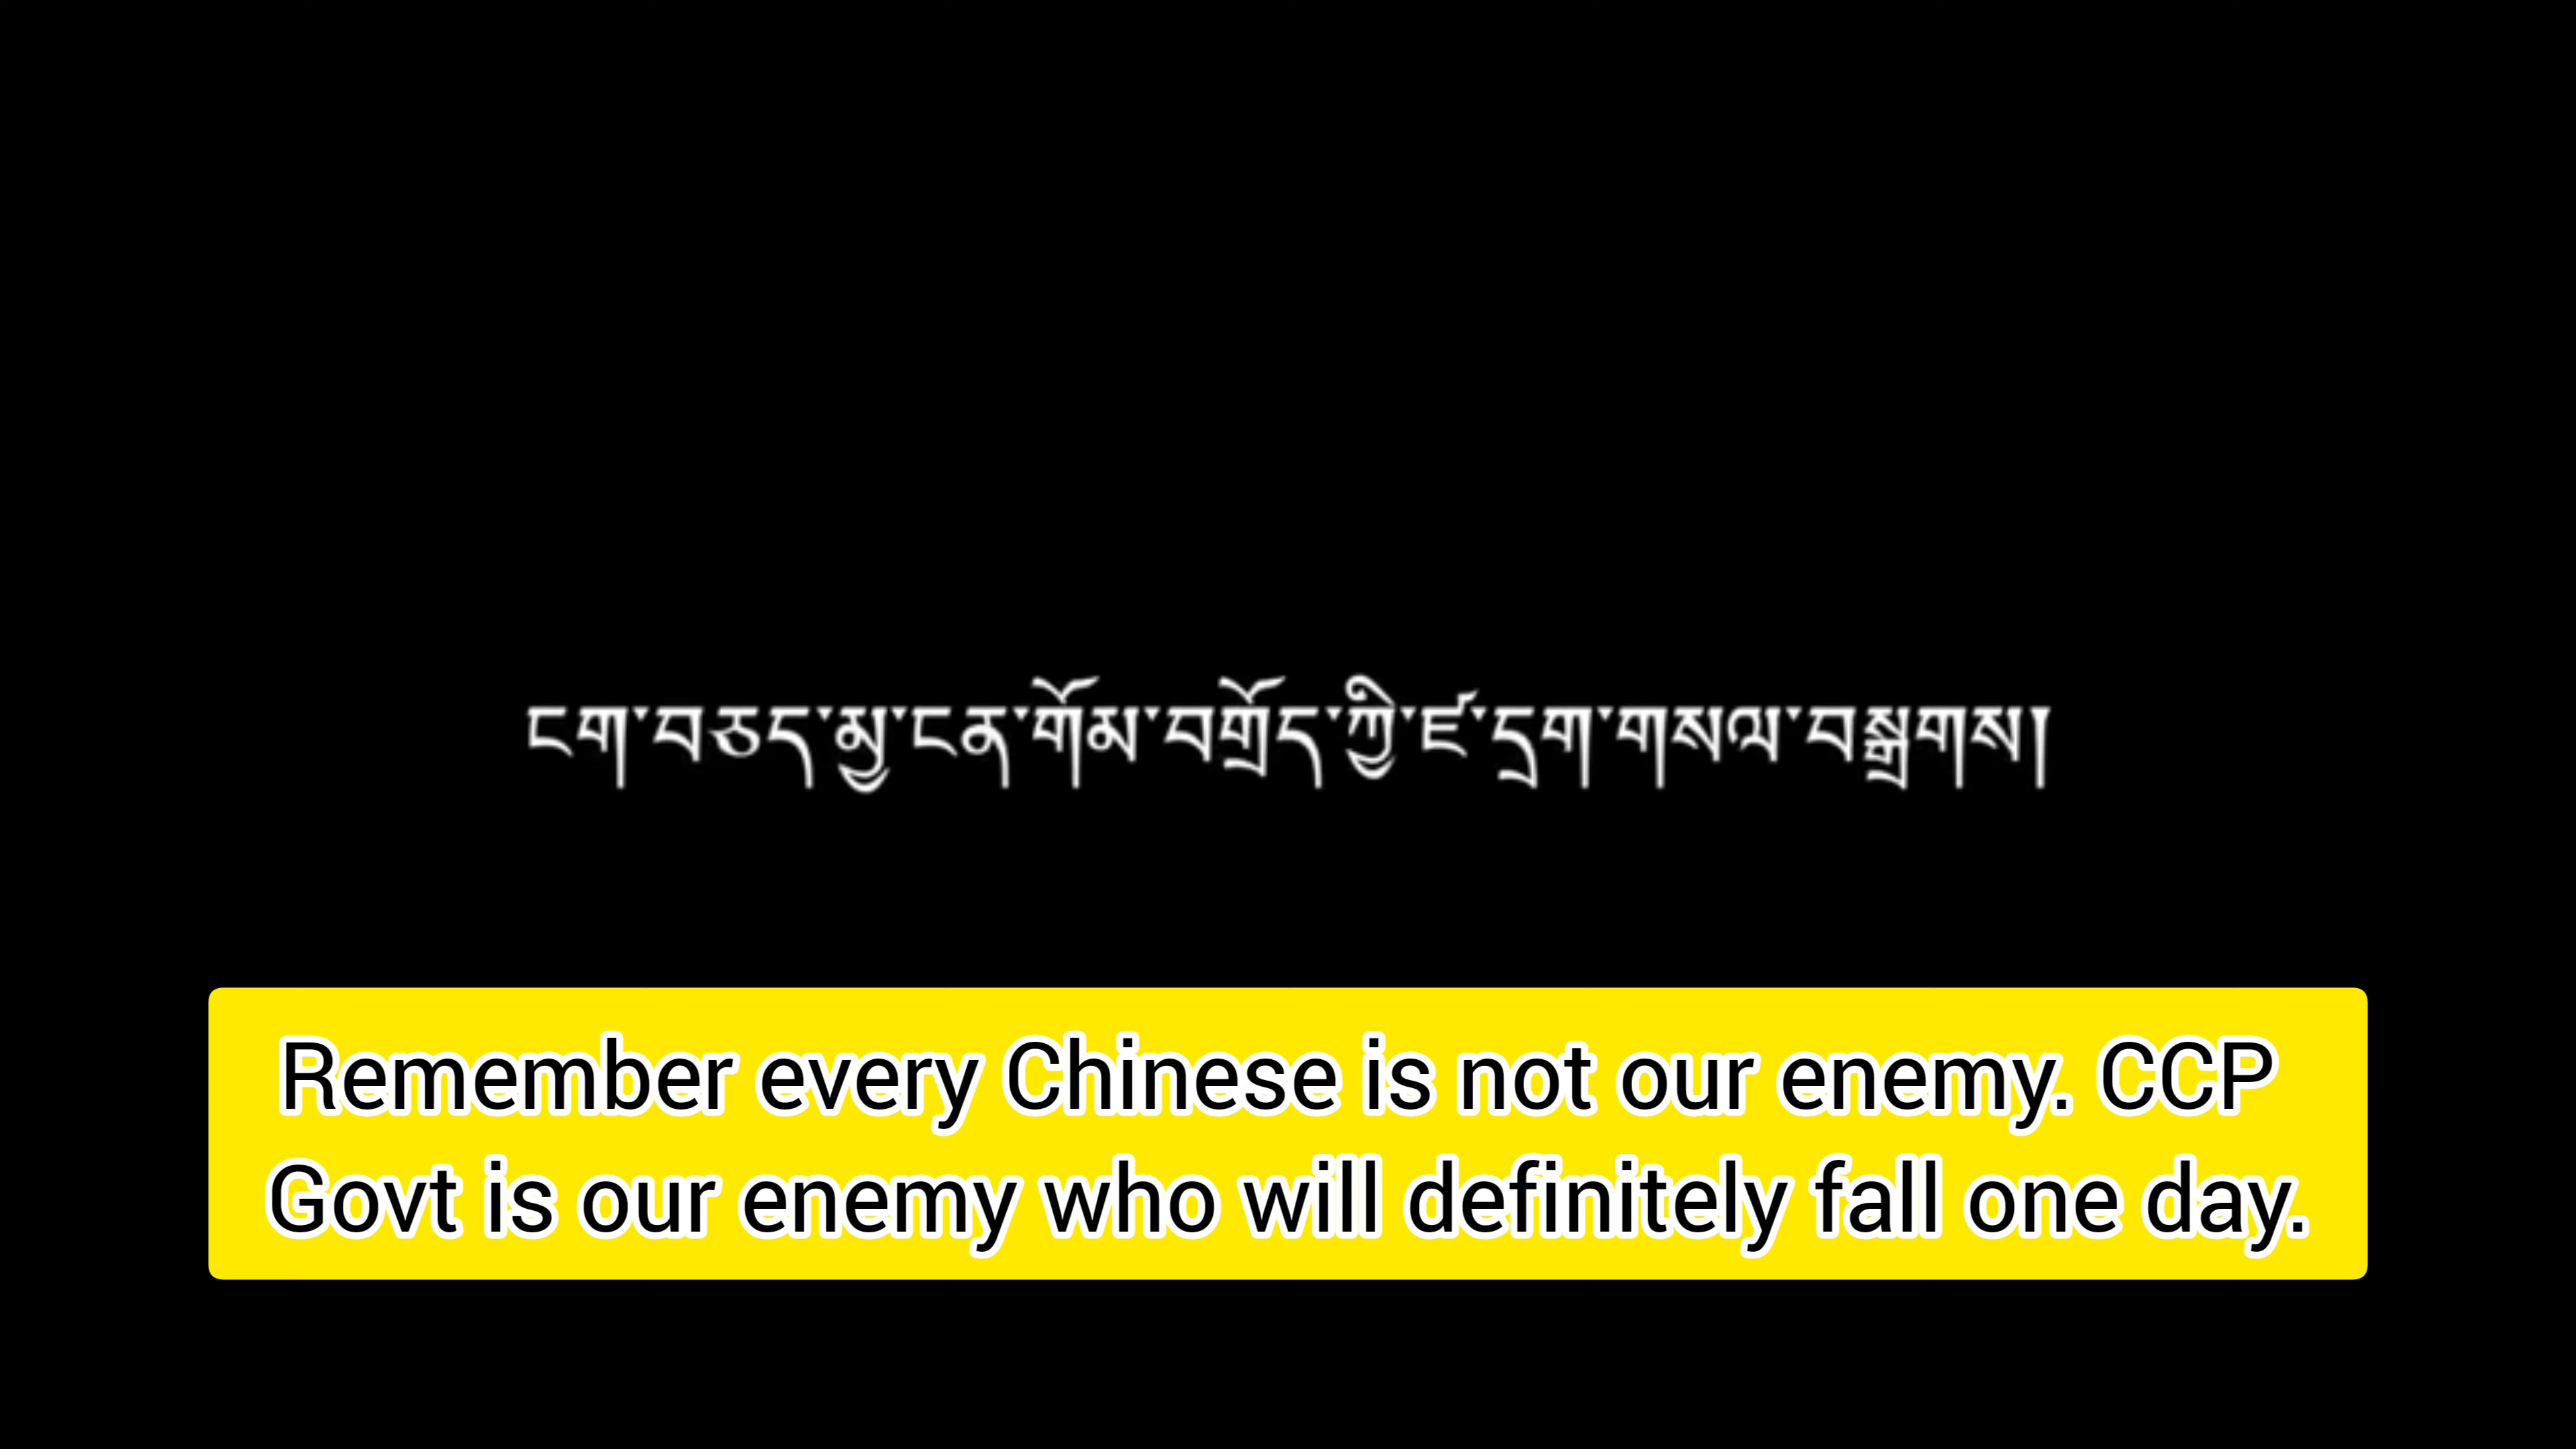 ངག་བཅད་མྱ་ངན་གོམ་བགྲོད་ཀྱི་ཛ་དྲག་གསལ་བསྒྲགས།
Remember every Chinese is not our enemy. CCP
Govt is our enemy who will definitely fall one day.